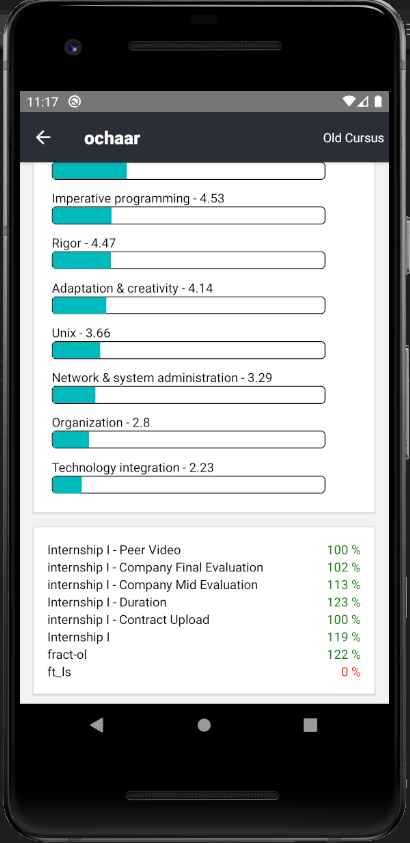 11:17
ochaar
Old Cursus
Imperative programming - 4.53
Rigor - 4.47
Adaptation & creativity - 4.14
Unix - 3.66
Network & system administration - 3.29
Organization - 2.8
Technology integration - 2.23
Internship I - Peer Video 100 %
internship I - Company Final Evaluation 102 %
internship I - Company Mid Evaluation 113 %
Internship I - Duration 123 %
internship I - Contract Upload 100 %
Internship I 119 %
fract-ol 122 %
ft_ls 0 %